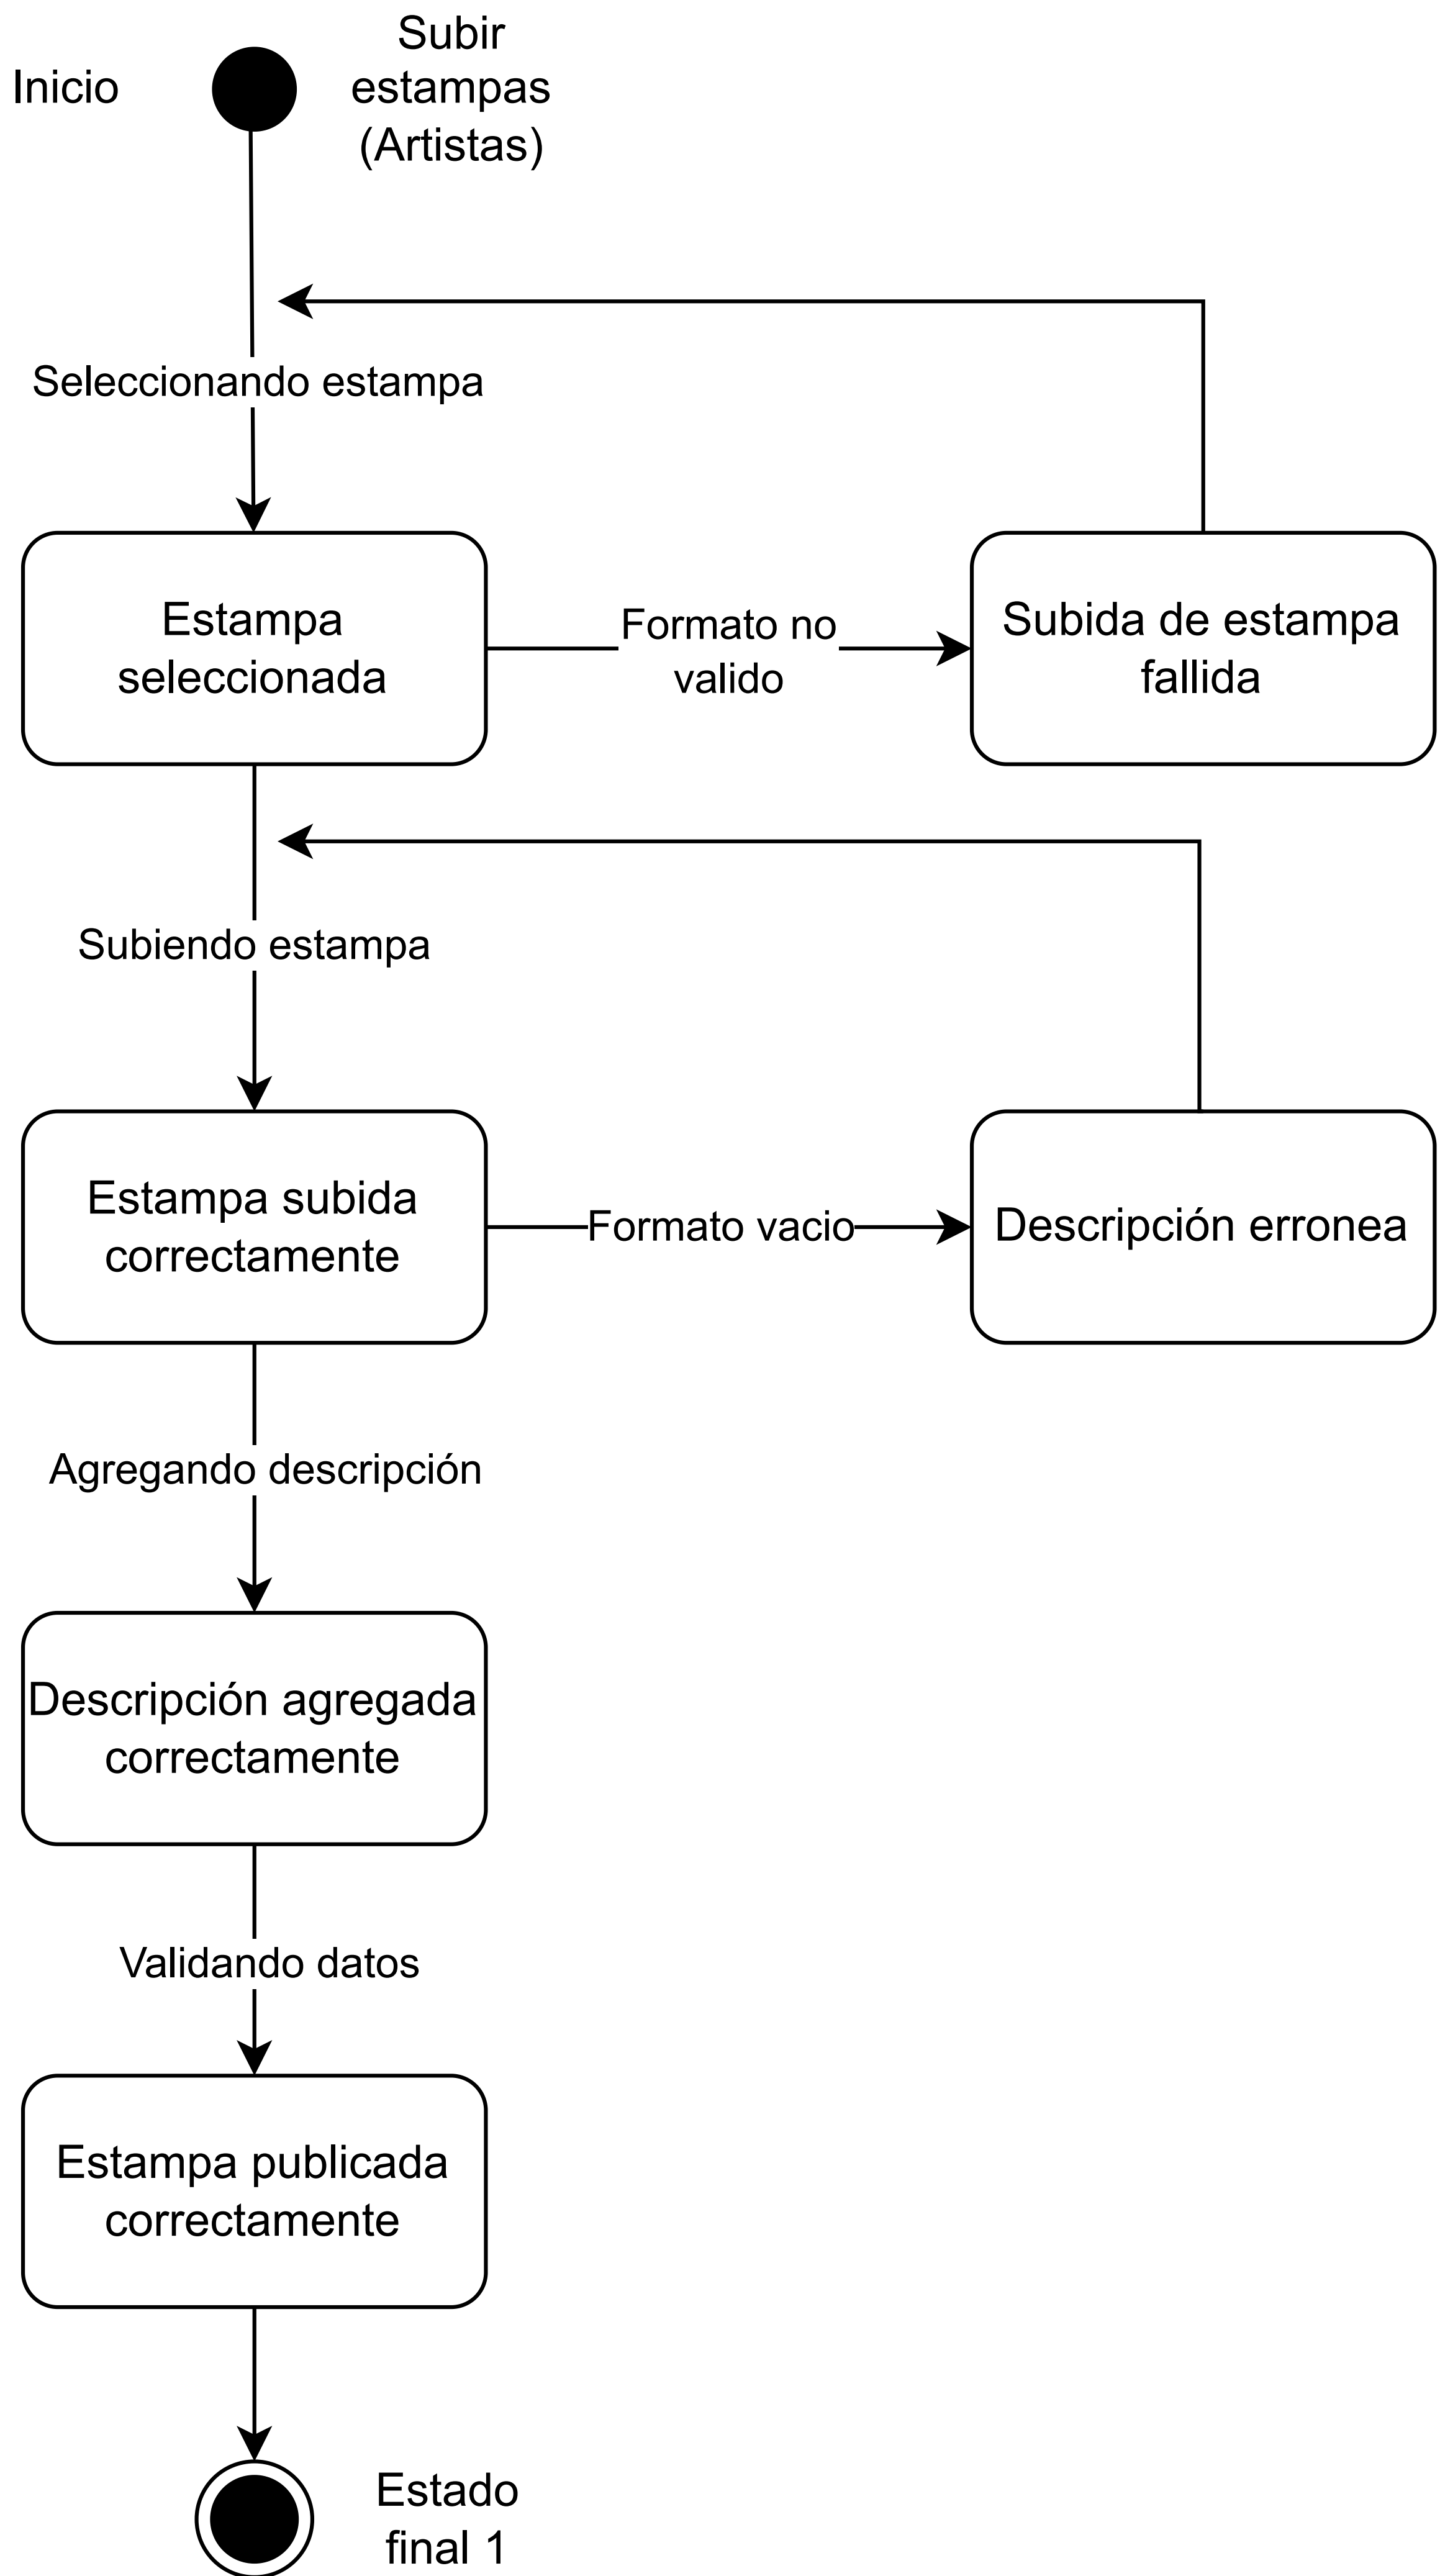 Inicio
Subir
estampas
(Artistas)
Seleccionando estampa
Estampa
seleccionada
Formato no
valido
Subida de estampa
fallida
Subiendo estampa
Estampa subida
correctamente
Formato vacio
Descripción erronea
Agregando descripción
Descripción agregada
correctamente
Validando datos
Estampa publicada
correctamente
Estado
final 1